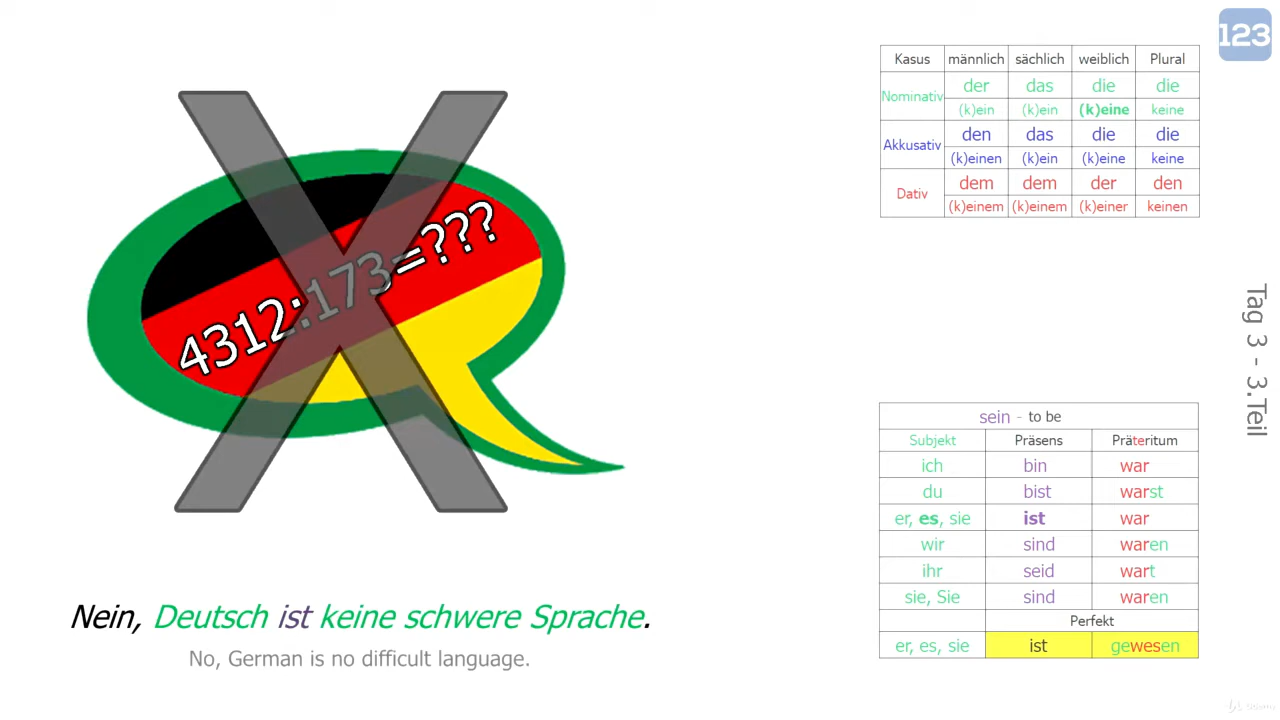 123
4312:173=???
Nein, Deutsch ist keine schwere Sprache.
No, German is no difficult language.
Kasus männlich sächlich weiblich Plural
Nominativ der das die die
(k)ein (k)ein (k)eine keine
Akkusativ den das die die
(k)einen (k)ein (k)eine keine
Dativ dem dem der den
(k)einem (k)einem (k)einer keinen
Tag 3 - 3.Teil
sein - to be
Subjekt Präsens Präteritum
ich bin war
du bist warst
er, es, sie ist war
wir sind waren
ihr seid wart
sie, Sie sind waren
Perfekt
er, es, sie ist gewesen